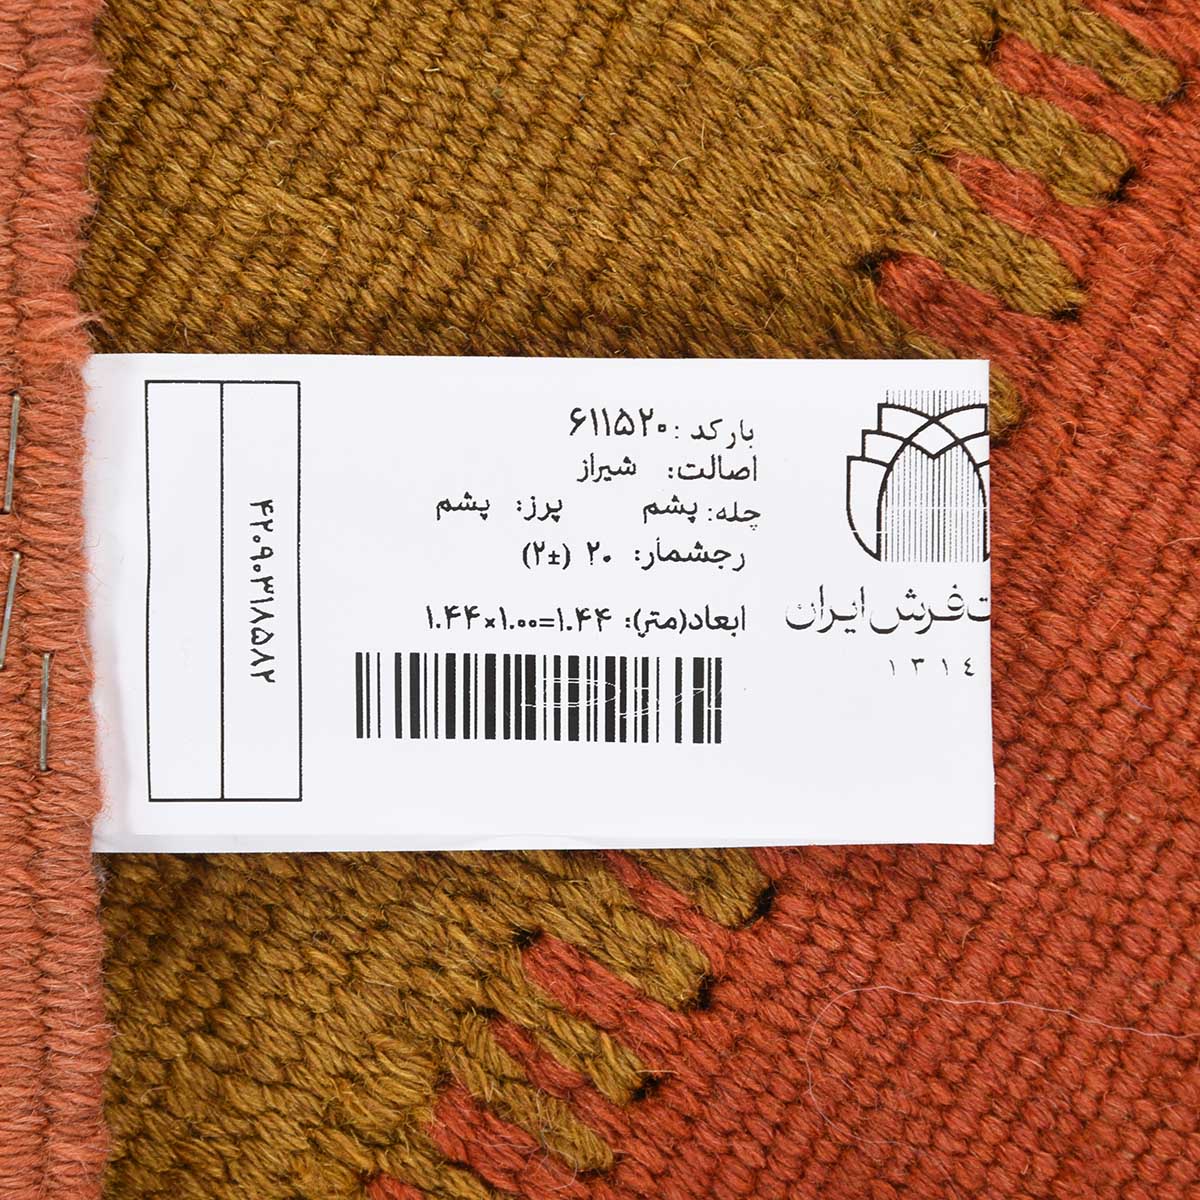 بارکد: ۶۱۱۵۲۰
اصالت: شیراز
چله: پشم پرز: پشم
رجشمار: ۲۰ (±۲)
ابعاد(متر): ۱.۴۴=۱.۰۰×۱.۴۴
ت فرش ایران
۱۳۱٤
۴۲۰۹۰۳۱۸۵۸۲